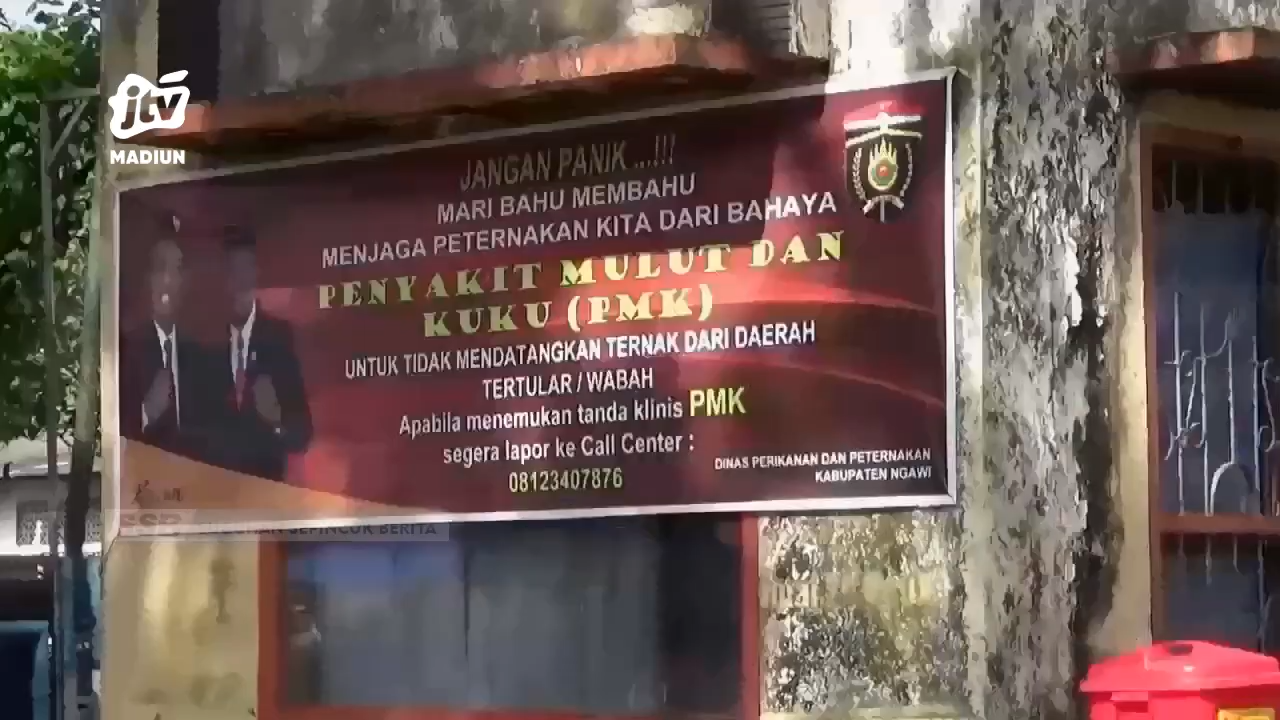 jtv
MADIUN
JANGAN PANIK ...!!!
MARI BAHU MEMBAHU
MENJAGA PETERNAKAN KITA DARI BAHAYA
PENYAKIT MULUT DAN
KUKU (PMK)
UNTUK TIDAK MENDATANGKAN TERNAK DARI DAERAH
TERTULAR / WABAH
Apabila menemukan tanda klinis PMK
segera lapor ke Call Center :
08123407876
DINAS PERIKANAN DAN PETERNAKAN
KABUPATEN NGAWI
SEPINCUK BERITA